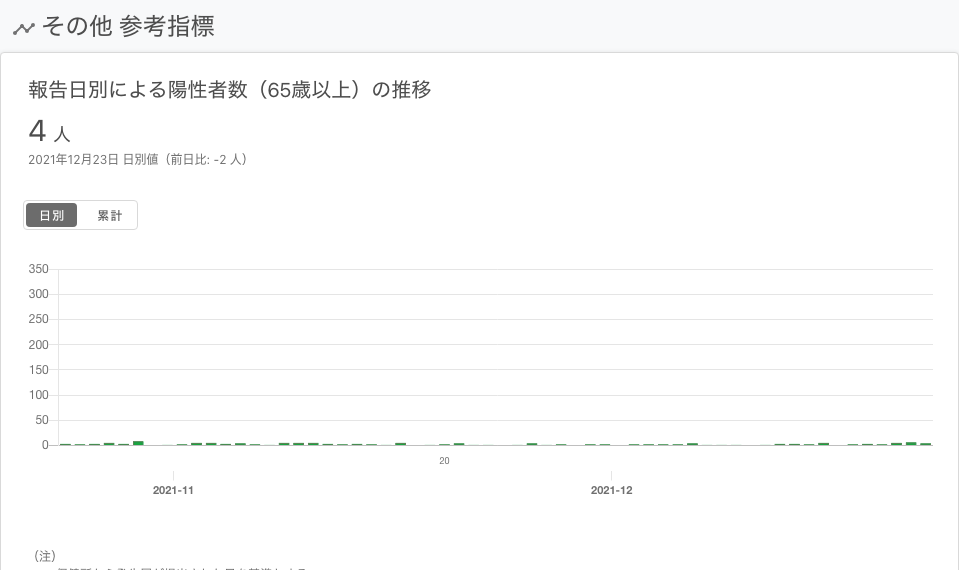 その他 参考指標
報告日別による陽性者数（65歳以上）の推移
4 人
2021年12月23日 日別値（前日比: -2 人）
日別 累計
350
300
250
200
150
100
50
0
20
2021-11 2021-12
（注）